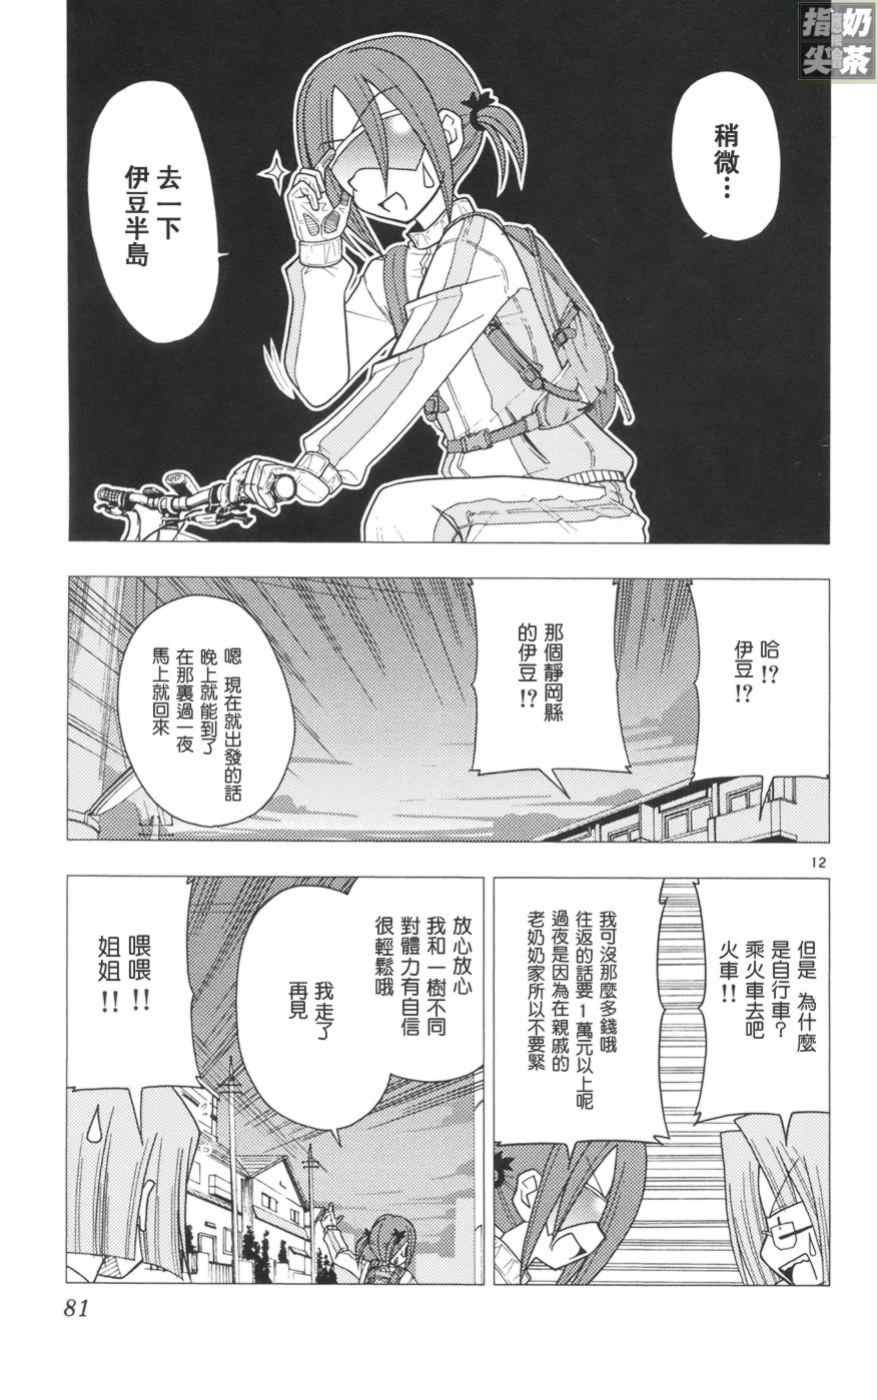 指奶
尖茶
稍微…
去一下
伊豆半島
哈!?
伊豆!?
那個靜岡縣
的伊豆!?
嗯 現在就出發的話
晚上就能到了
在那裏過一夜
馬上就回來
12
但是 為什麼
是自行車?
乘火車去吧
火車!!
我可沒那麼多錢哦
往返的話要1萬元以上呢
過夜是因為在親戚的
老奶奶家所以不要緊
放心放心
我和一樹不同
對體力有自信
很輕鬆哦
我走了
再見
喂喂!!
姐姐!!
81